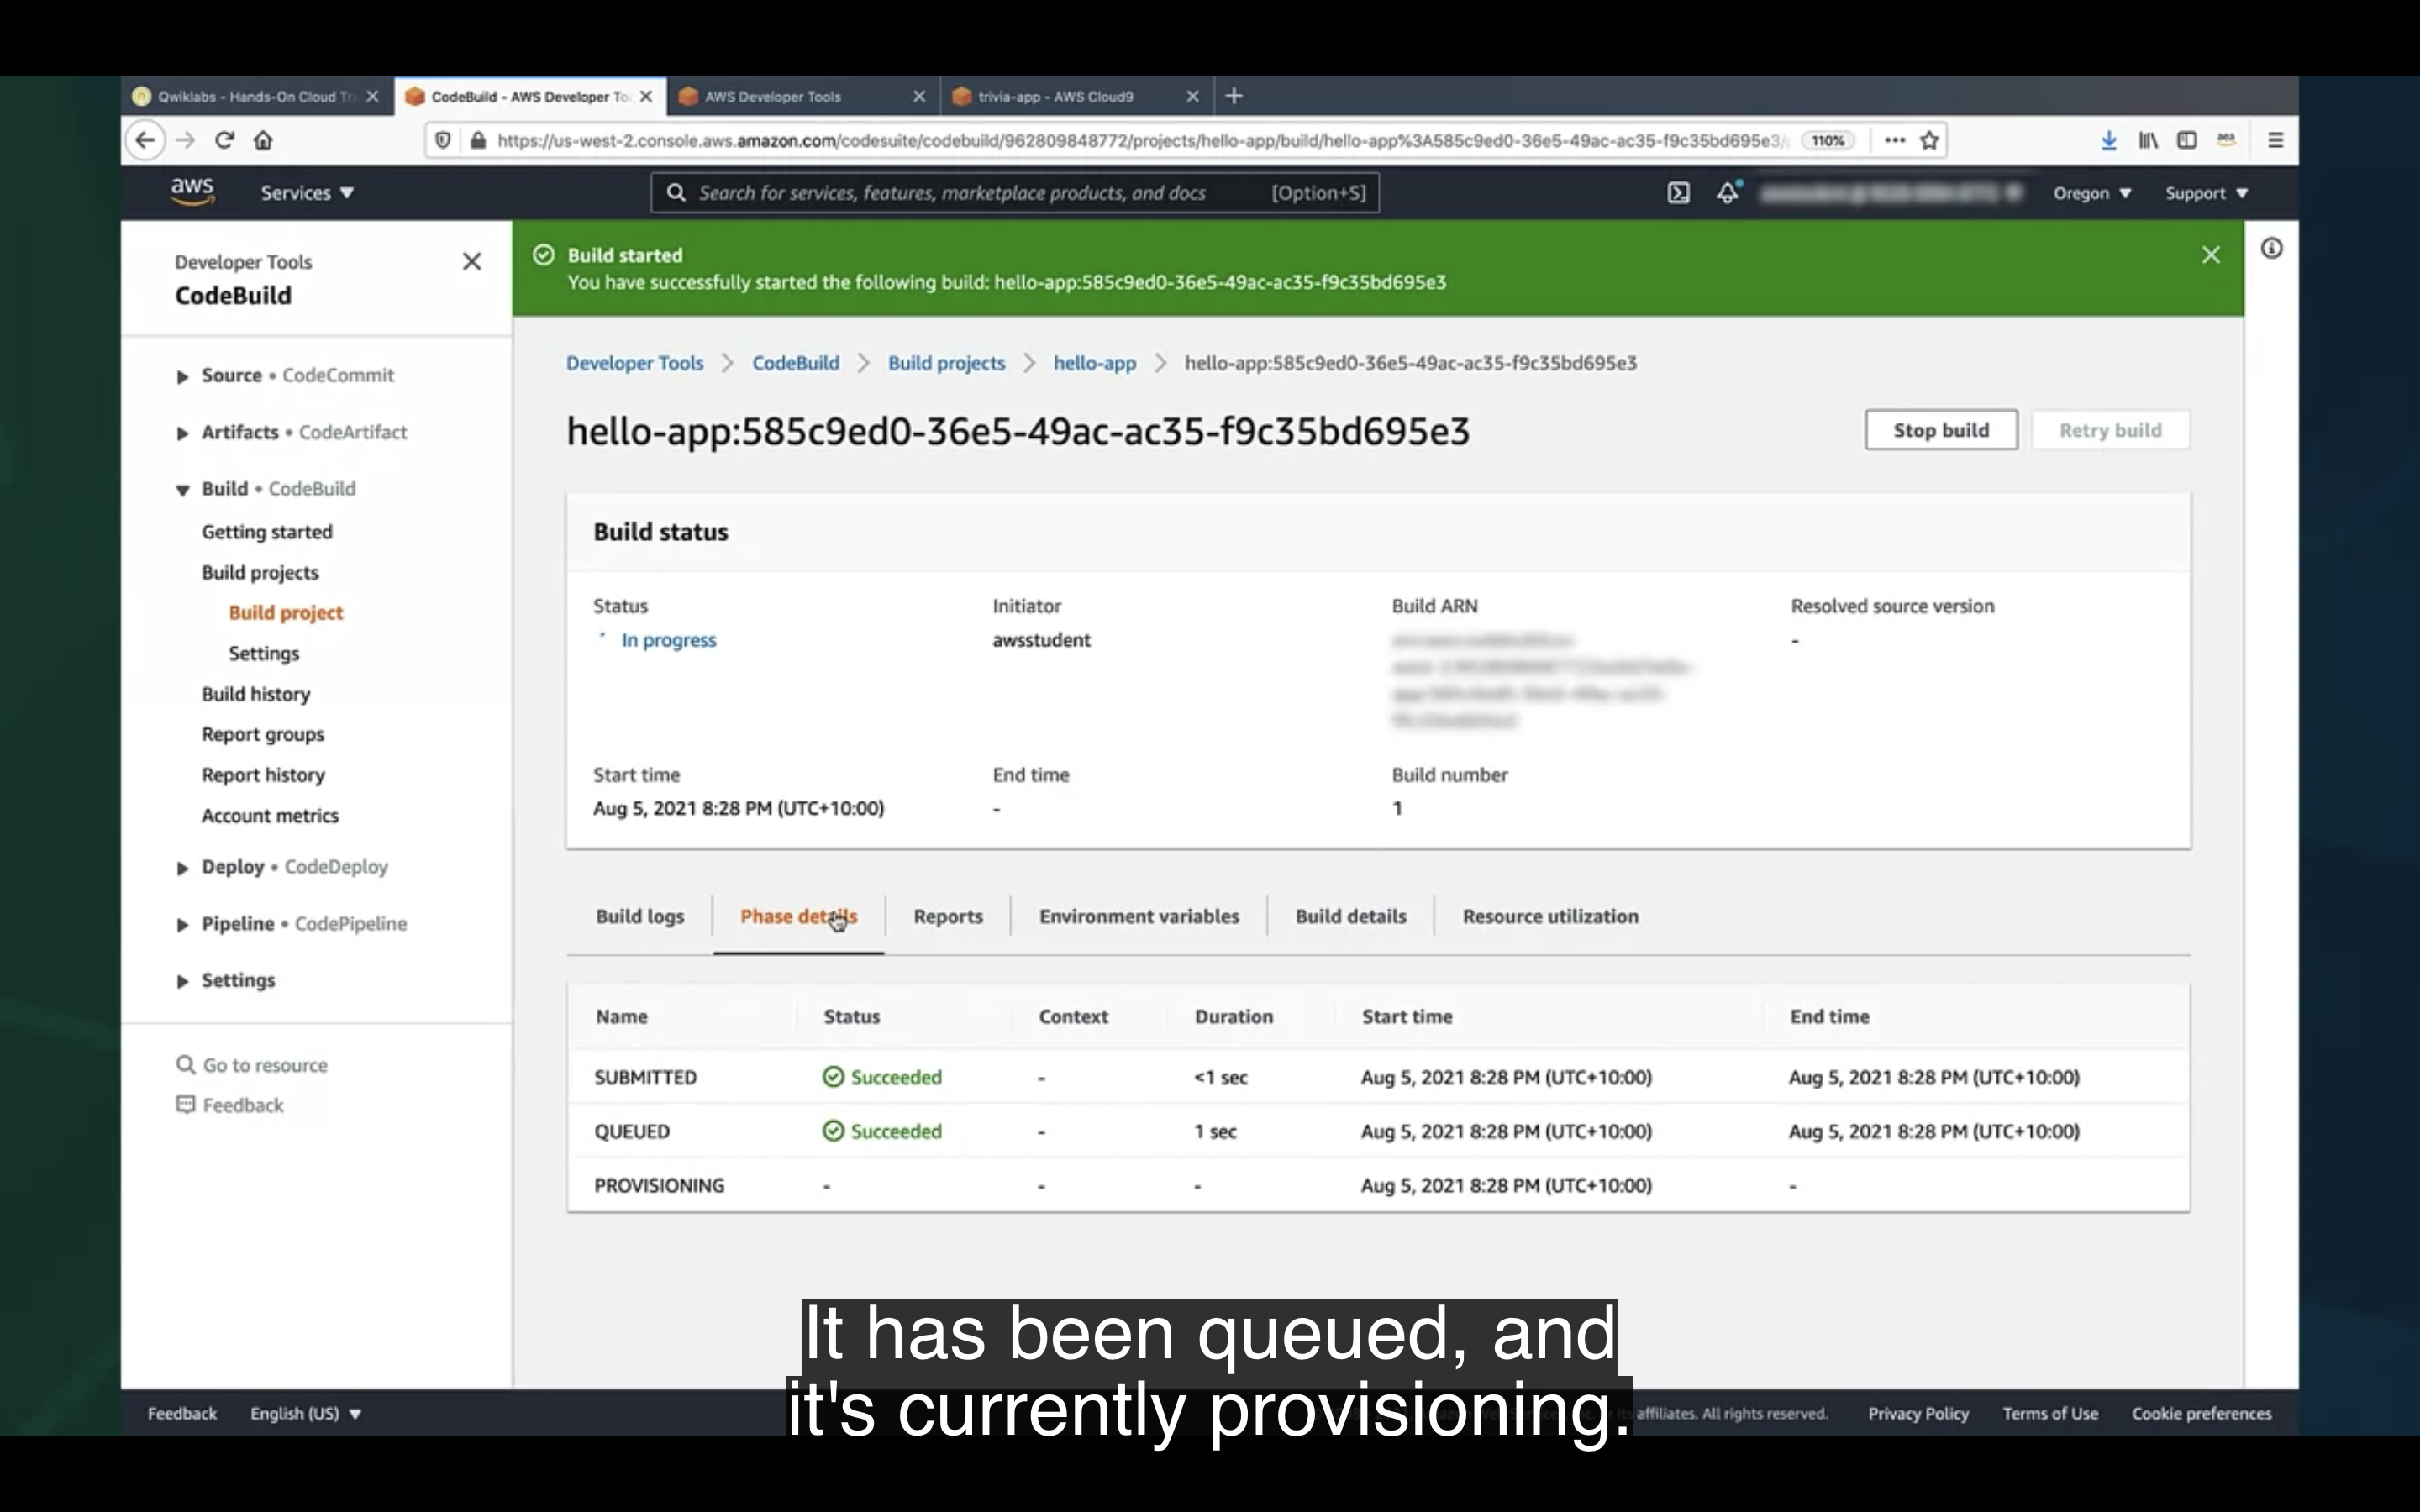 Qwiklabs - Hands-On Cloud Tr
CodeBuild - AWS Developer To
AWS Developer Tools
trivia-app - AWS Cloud9
https://us-west-2.console.aws.amazon.com/codesuite/codebuild/962809848772/projects/hello-app/build/hello-app%3A585c9ed0-36e5-49ac-ac35-f9c35bd695e3/
110%
aws
Services
Search for services, features, marketplace products, and docs
[Option+S]
Oregon
Support
Developer Tools
CodeBuild
Source • CodeCommit
Artifacts • CodeArtifact
Build • CodeBuild
Getting started
Build projects
Build project
Settings
Build history
Report groups
Report history
Account metrics
Deploy • CodeDeploy
Pipeline • CodePipeline
Settings
Go to resource
Feedback
Build started
You have successfully started the following build: hello-app:585c9ed0-36e5-49ac-ac35-f9c35bd695e3
Developer Tools > CodeBuild > Build projects > hello-app > hello-app:585c9ed0-36e5-49ac-ac35-f9c35bd695e3
hello-app:585c9ed0-36e5-49ac-ac35-f9c35bd695e3
Stop build
Retry build
Build status
Status Initiator Build ARN Resolved source version
In progress awsstudent -
Start time End time Build number
Aug 5, 2021 8:28 PM (UTC+10:00) - 1
Build logs Phase details Reports Environment variables Build details Resource utilization
Name Status Context Duration Start time End time
SUBMITTED Succeeded - <1 sec Aug 5, 2021 8:28 PM (UTC+10:00) Aug 5, 2021 8:28 PM (UTC+10:00)
QUEUED Succeeded - 1 sec Aug 5, 2021 8:28 PM (UTC+10:00) Aug 5, 2021 8:28 PM (UTC+10:00)
PROVISIONING - - - Aug 5, 2021 8:28 PM (UTC+10:00) -
It has been queued, and
it's currently provisioning.
Feedback English (US)
affiliates. All rights reserved. Privacy Policy Terms of Use Cookie preferences